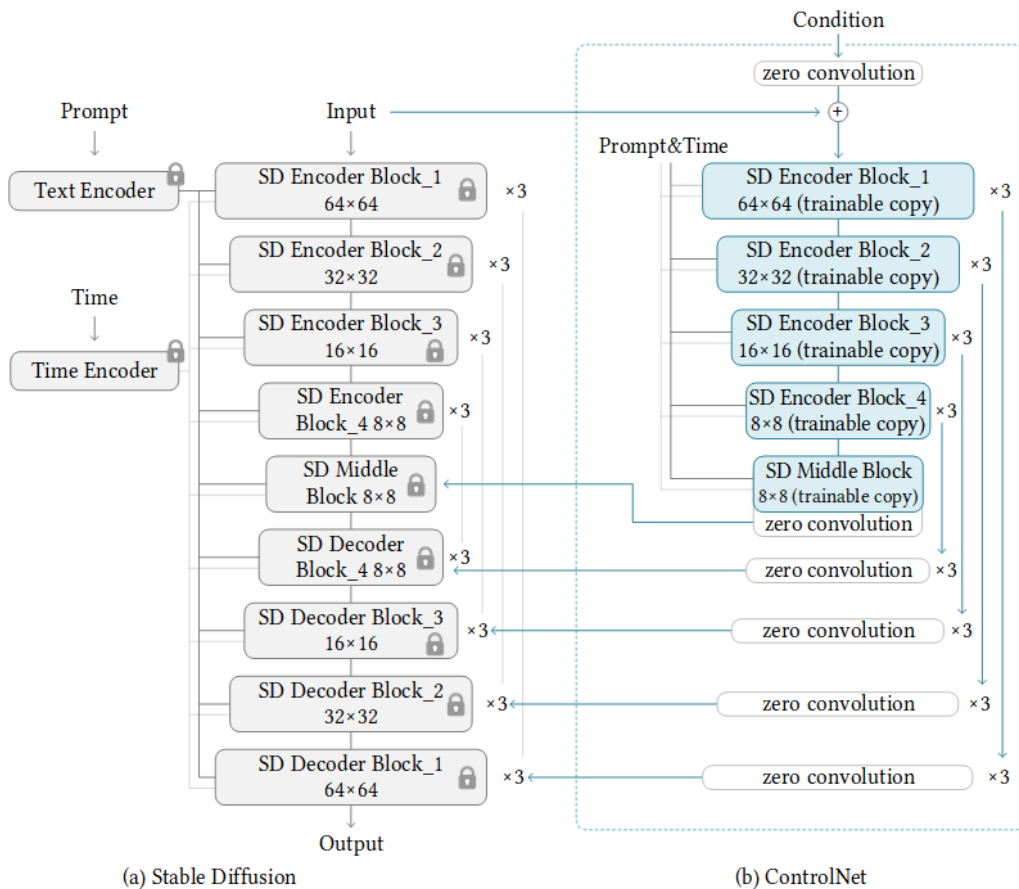 Prompt
Input
Text Encoder
SD Encoder Block_1
64×64
×3
SD Encoder Block_2
32×32
×3
Time
SD Encoder Block_3
16×16
×3
Time Encoder
SD Encoder
Block_4 8×8
×3
SD Middle
Block 8×8
SD Decoder
Block_4 8×8
×3
SD Decoder Block_3
16×16
×3
SD Decoder Block_2
32×32
×3
SD Decoder Block_1
64×64
×3
Output
(a) Stable Diffusion
Condition
zero convolution
+
Prompt&Time
SD Encoder Block_1
64×64 (trainable copy)
×3
SD Encoder Block_2
32×32 (trainable copy)
×3
SD Encoder Block_3
16×16 (trainable copy)
×3
SD Encoder Block_4
8×8 (trainable copy)
×3
SD Middle Block
8×8 (trainable copy)
zero convolution
zero convolution
×3
zero convolution
×3
zero convolution
×3
zero convolution
×3
(b) ControlNet